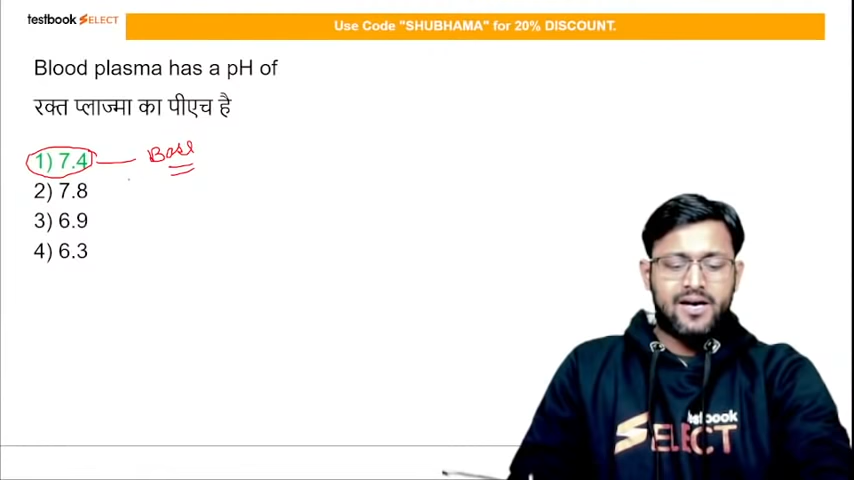 testbook SELECT
Use Code "SHUBHAMA" for 20% DISCOUNT.
Blood plasma has a pH of
रक्त प्लाज्मा का पीएच है
1) 7.4 Base
2) 7.8
3) 6.9
4) 6.3
testbook
SELECT